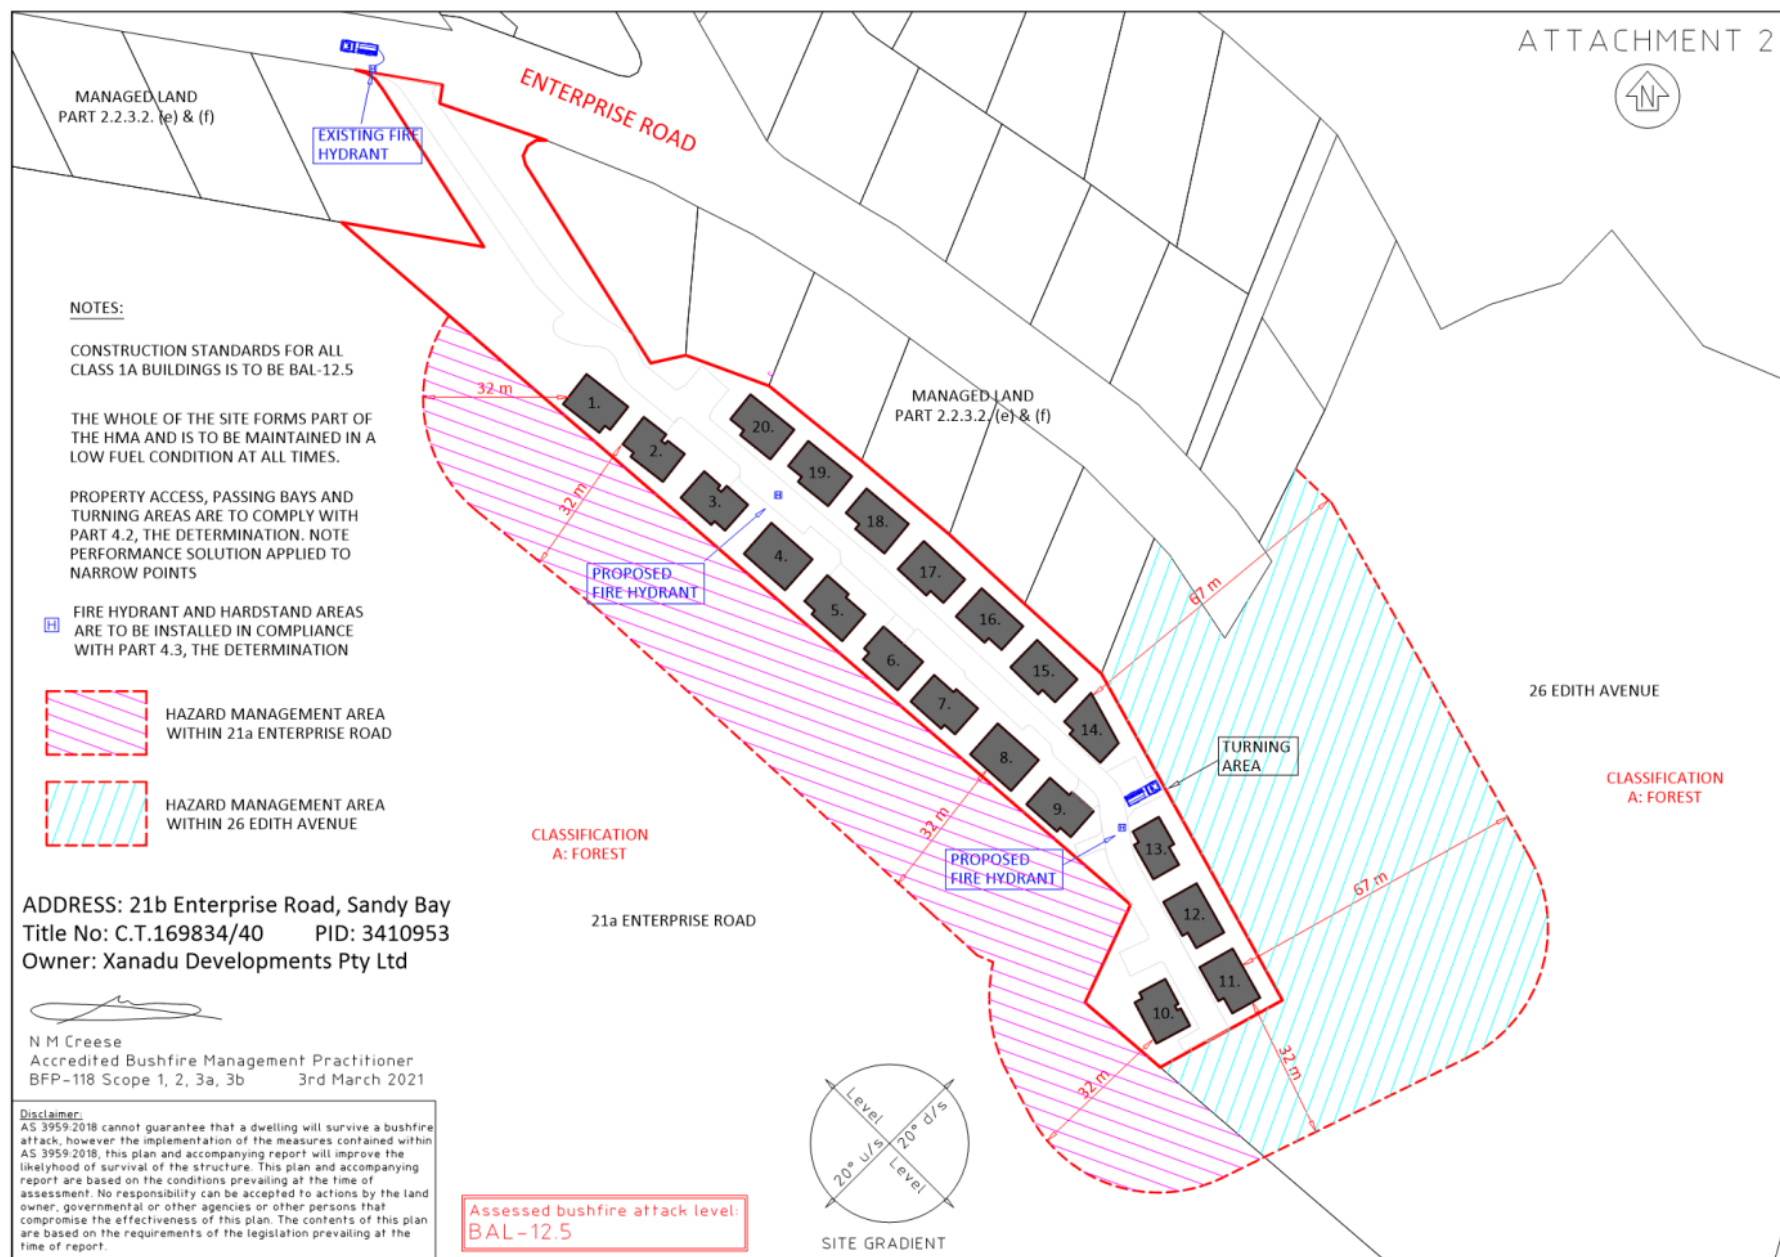 ATTACHMENT 2
N
ENTERPRISE ROAD
MANAGED LAND
PART 2.2.3.2. (e) & (f)
EXISTING FIRE
HYDRANT
H
NOTES:
CONSTRUCTION STANDARDS FOR ALL
CLASS 1A BUILDINGS IS TO BE BAL-12.5
THE WHOLE OF THE SITE FORMS PART OF
THE HMA AND IS TO BE MAINTAINED IN A
LOW FUEL CONDITION AT ALL TIMES.
PROPERTY ACCESS, PASSING BAYS AND
TURNING AREAS ARE TO COMPLY WITH
PART 4.2, THE DETERMINATION. NOTE
PERFORMANCE SOLUTION APPLIED TO
NARROW POINTS
H
FIRE HYDRANT AND HARDSTAND AREAS
ARE TO BE INSTALLED IN COMPLIANCE
WITH PART 4.3, THE DETERMINATION
HAZARD MANAGEMENT AREA
WITHIN 21a ENTERPRISE ROAD
HAZARD MANAGEMENT AREA
WITHIN 26 EDITH AVENUE
MANAGED LAND
PART 2.2.3.2. (e) & (f)
32 m
1.
2.
3.
4.
5.
6.
7.
8.
9.
10.
11.
12.
13.
14.
15.
16.
17.
18.
19.
20.
32 m
H
PROPOSED
FIRE HYDRANT
67 m
26 EDITH AVENUE
TURNING
AREA
CLASSIFICATION
A: FOREST
32 m
H
PROPOSED
FIRE HYDRANT
CLASSIFICATION
A: FOREST
67 m
21a ENTERPRISE ROAD
32 m
32 m
ADDRESS: 21b Enterprise Road, Sandy Bay
Title No: C.T.169834/40 PID: 3410953
Owner: Xanadu Developments Pty Ltd
N M Creese
Accredited Bushfire Management Practitioner
BFP-118 Scope 1, 2, 3a, 3b 3rd March 2021
Disclaimer:
AS 3959:2018 cannot guarantee that a dwelling will survive a bushfire
attack, however the implementation of the measures contained within
AS 3959:2018, this plan and accompanying report will improve the
likelyhood of survival of the structure. This plan and accompanying
report are based on the conditions prevailing at the time of
assessment. No responsibility can be accepted to actions by the land
owner, governmental or other agencies or other persons that
compromise the effectiveness of this plan. The contents of this plan
are based on the requirements of the legislation prevailing at the
time of report.
Assessed bushfire attack level:
BAL-12.5
Level
20° d/s
20° u/s
Level
SITE GRADIENT